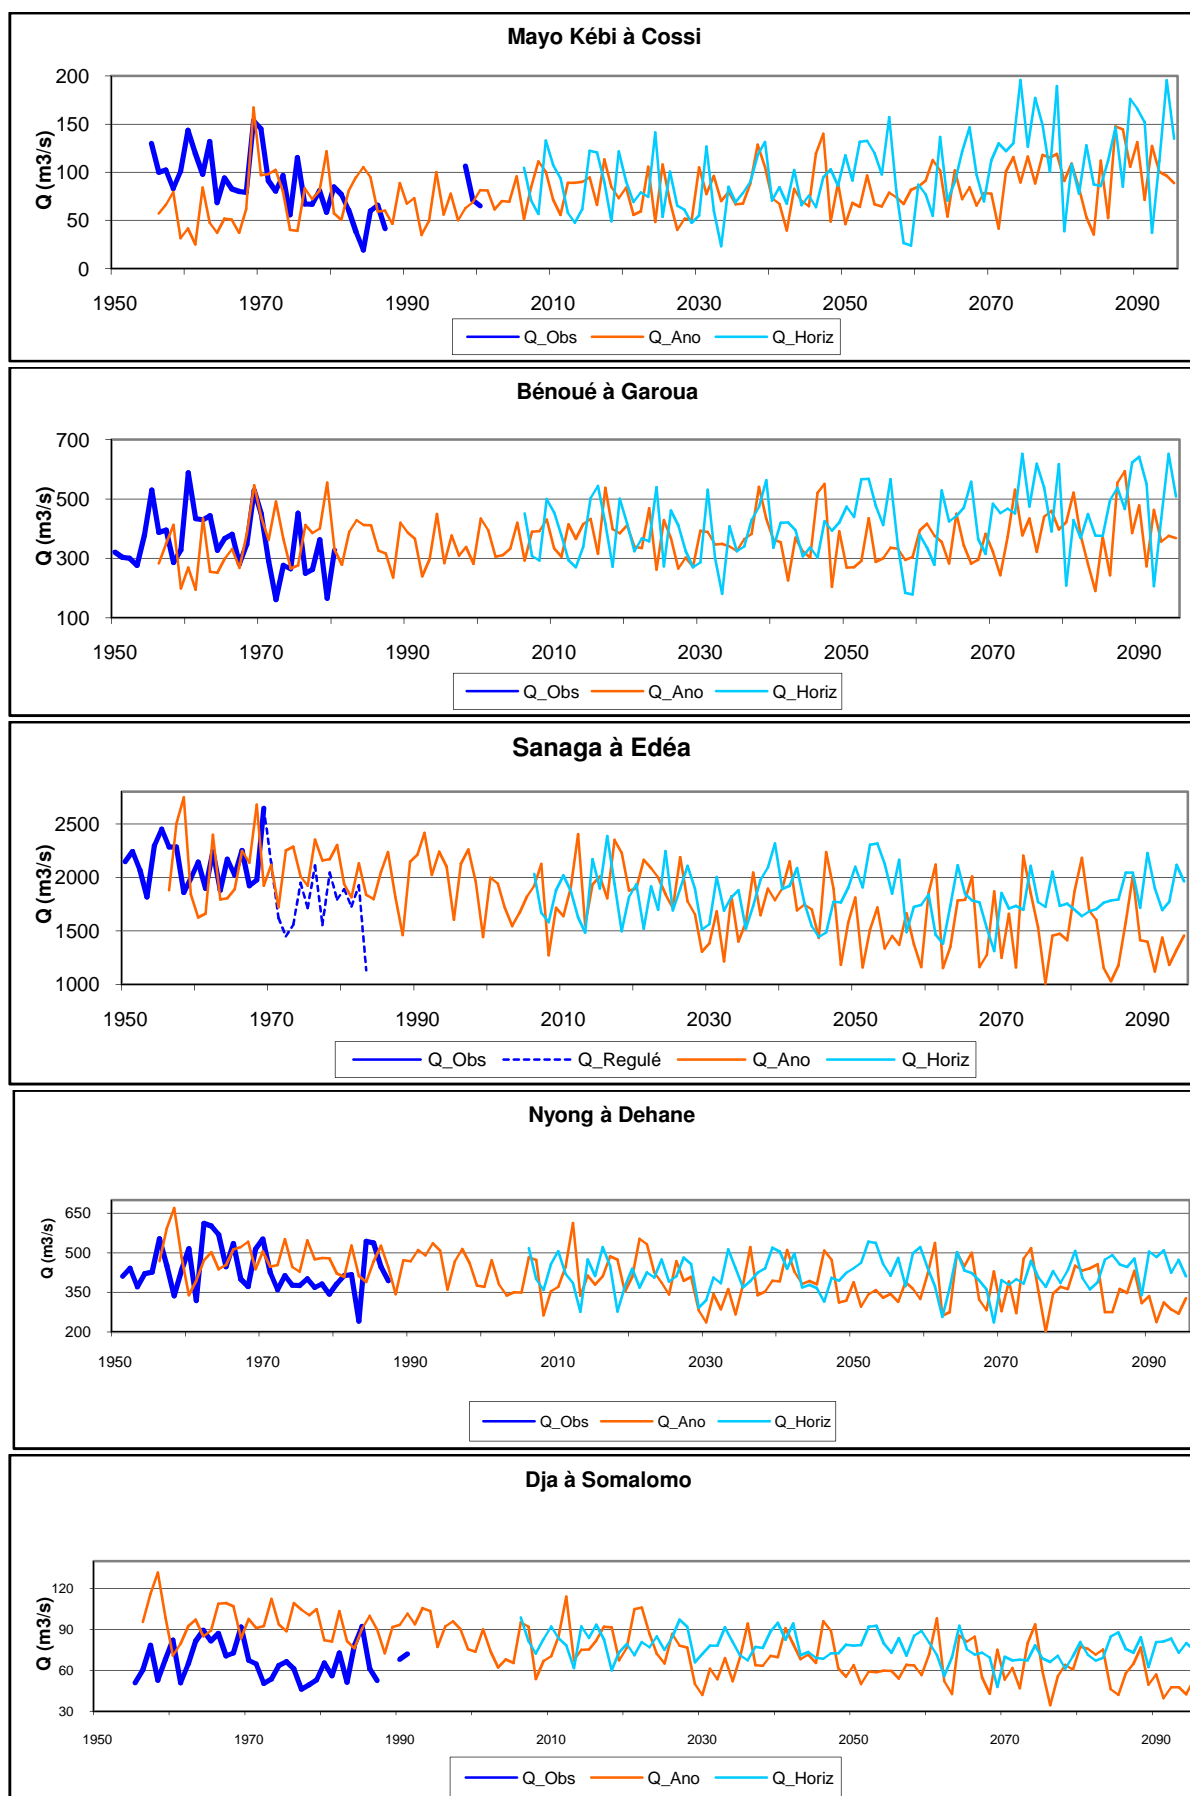 Mayo Kébi à Cossi
Q (m3/s)
200
150
100
50
0
1950 1970 1990 2010 2030 2050 2070 2090
Q_Obs Q_Ano Q_Horiz
Bénoué à Garoua
Q (m3/s)
700
500
300
100
1950 1970 1990 2010 2030 2050 2070 2090
Q_Obs Q_Ano Q_Horiz
Sanaga à Edéa
Q (m3/s)
2500
2000
1500
1000
1950 1970 1990 2010 2030 2050 2070 2090
Q_Obs Q_Regulé Q_Ano Q_Horiz
Nyong à Dehane
Q (m3/s)
650
500
350
200
1950 1970 1990 2010 2030 2050 2070 2090
Q_Obs Q_Ano Q_Horiz
Dja à Somalomo
Q (m3/s)
120
90
60
30
1950 1970 1990 2010 2030 2050 2070 2090
Q_Obs Q_Ano Q_Horiz